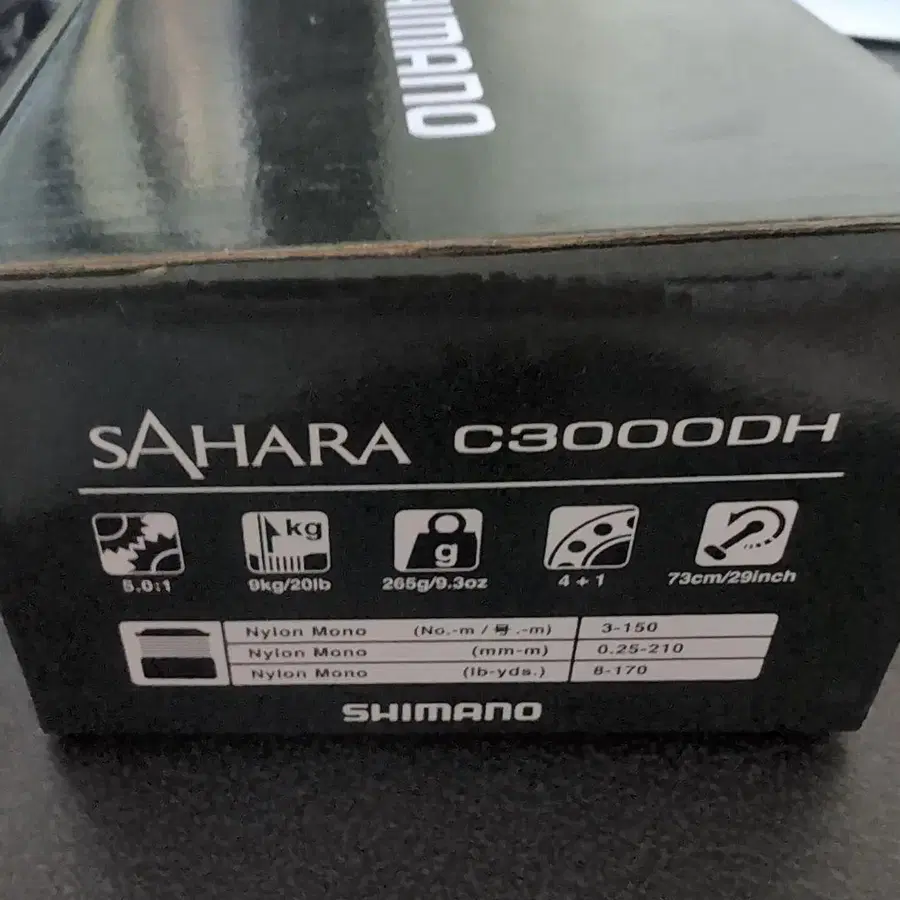 SHIMANO
SAHARA C3000DH
kg
g
5.0:1
9kg/20lb
265g/9.3oz
4+1
73cm/29inch
Nylon Mono (No.-m / 号.-m) 3-150
Nylon Mono (mm-m) 0.25-210
Nylon Mono (lb-yds.) 8-170
SHIMANO